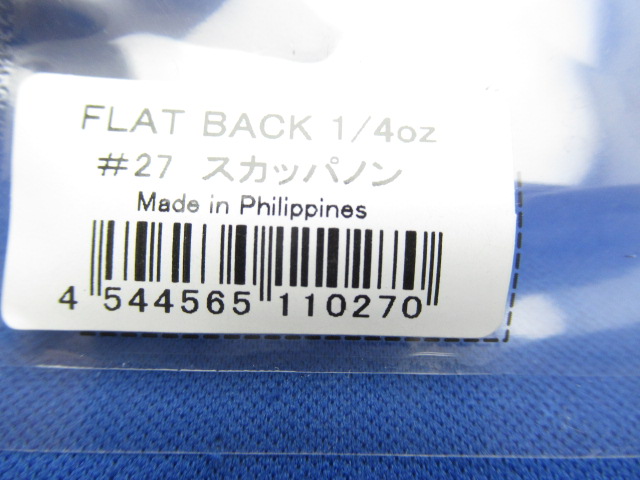 FLAT BACK 1/4oz
#27 スカッパノン
Made in Philippines
4 544565 110270